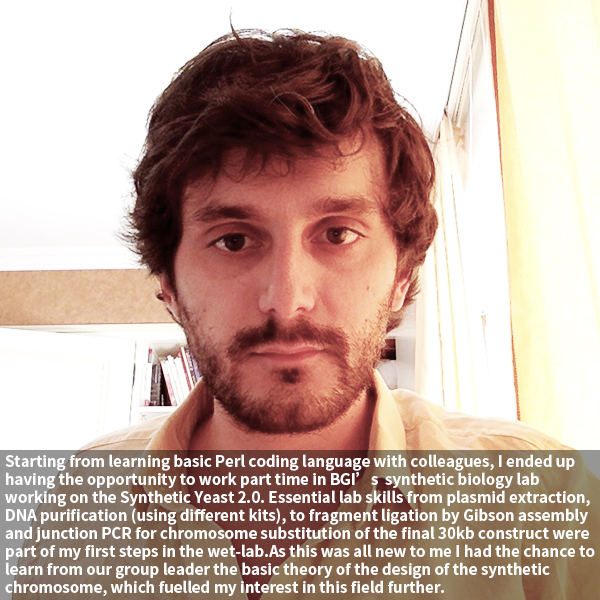 Starting from learning basic Perl coding language with colleagues, I ended up
having the opportunity to work part time in BGI’s synthetic biology lab
working on the Synthetic Yeast 2.0. Essential lab skills from plasmid extraction,
DNA purification (using different kits), to fragment ligation by Gibson assembly
and junction PCR for chromosome substitution of the final 30kb construct were
part of my first steps in the wet-lab.As this was all new to me I had the chance to
learn from our group leader the basic theory of the design of the synthetic
chromosome, which fuelled my interest in this field further.